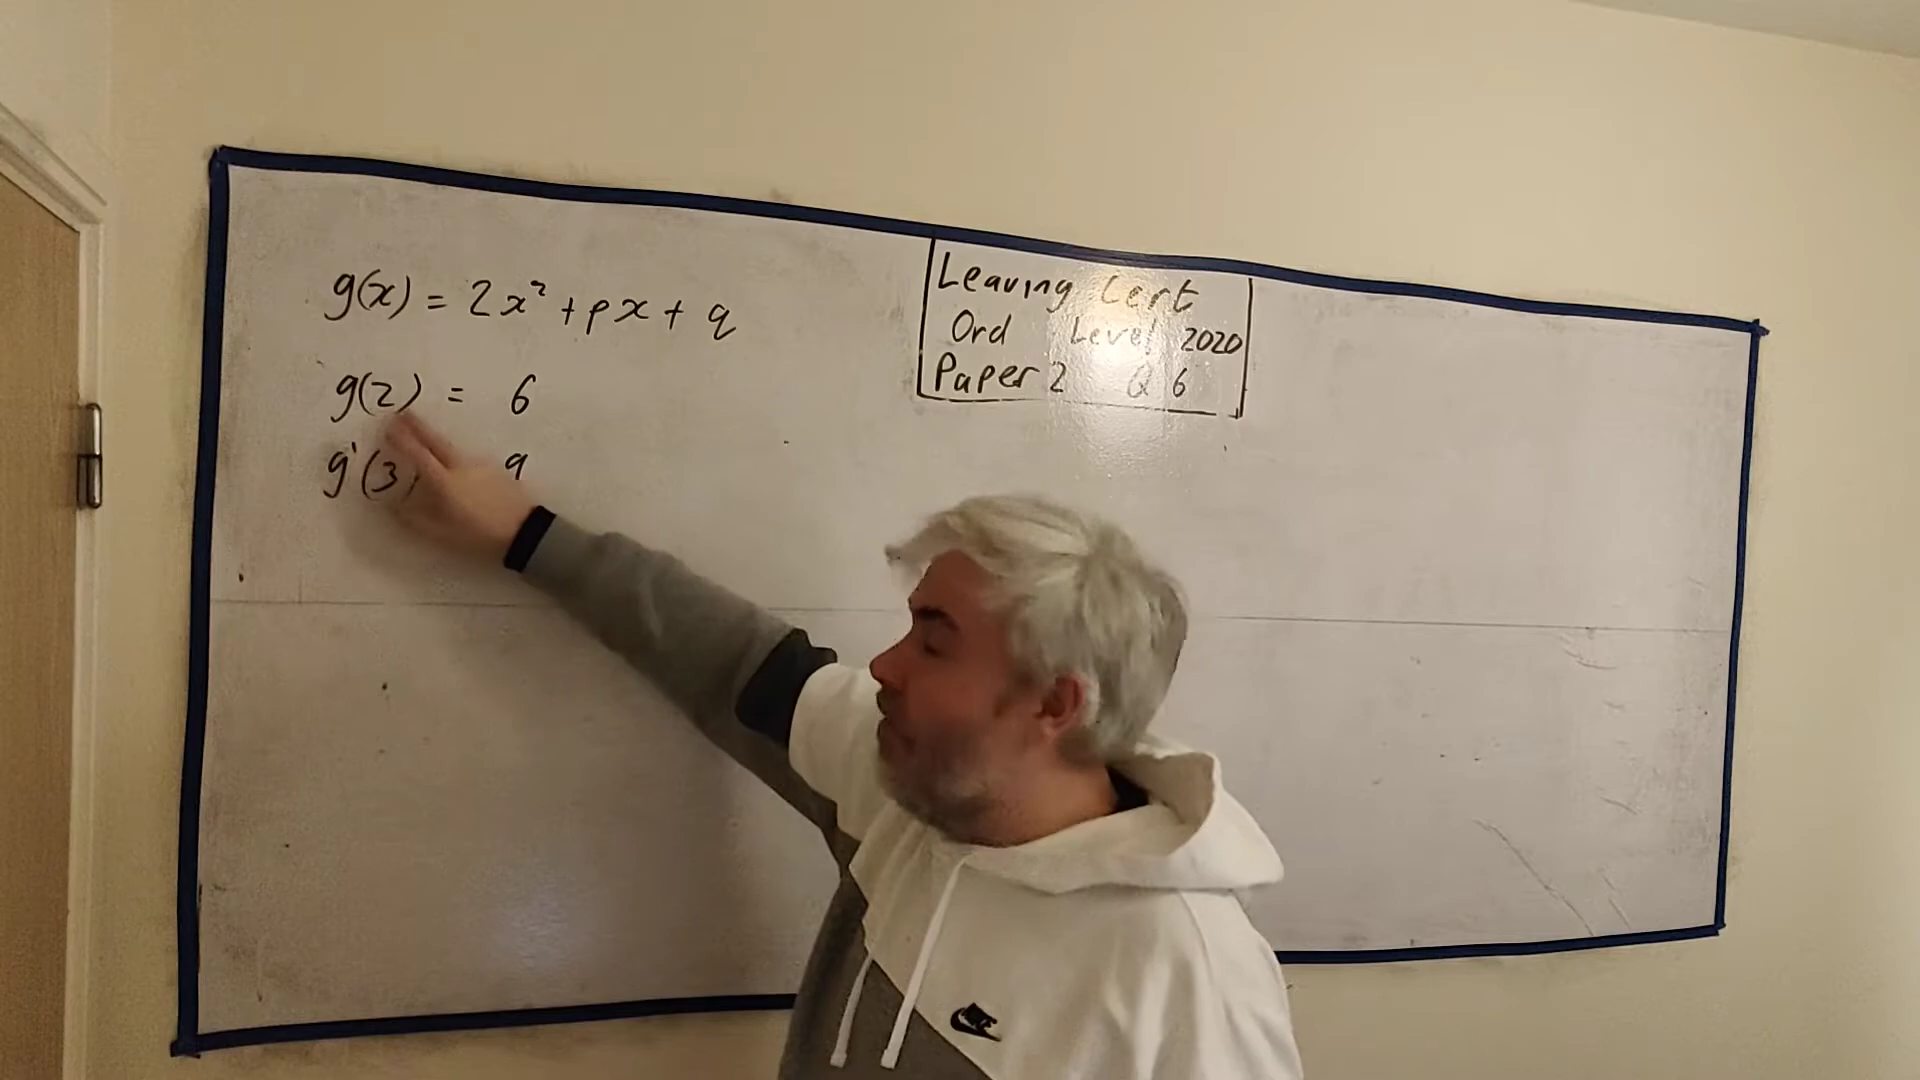 g(x) = 2x² + px + q
g(2) = 6
g'(3) 9
Leaving Cert
Ord Level 2020
Paper 2 Q 6